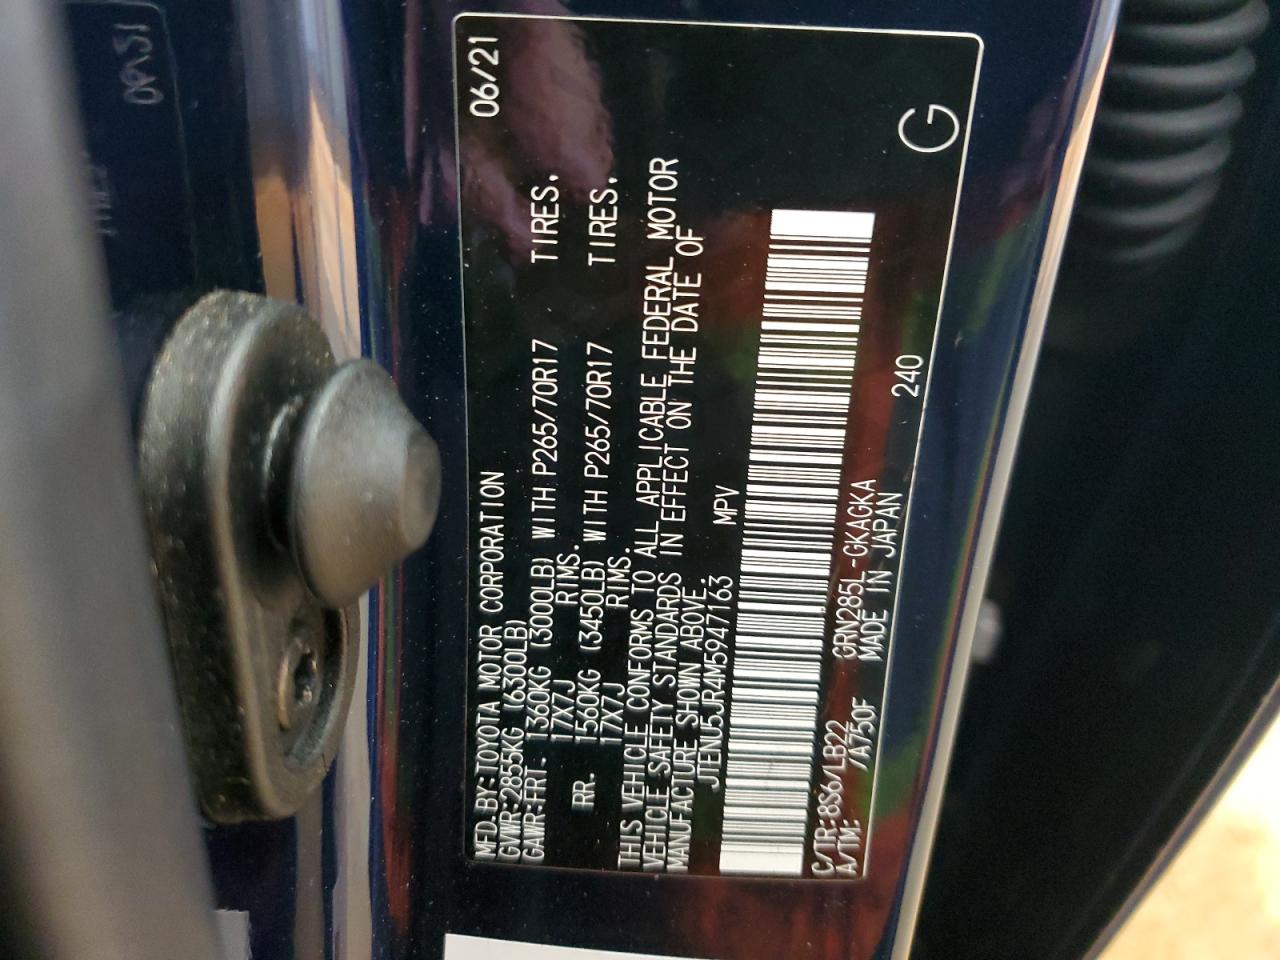 MFD.BY:TOYOTA MOTOR CORPORATION 06/21
GVWR:2855KG (6300LB)
GAWR:FRT. 1360KG (3000LB) WITH P265/70R17 TIRES,
17X7J RIMS.
RR. 1560KG (3450LB) WITH P265/70R17 TIRES,
17X7J RIMS.
THIS VEHICLE CONFORMS TO ALL APPLICABLE FEDERAL MOTOR
VEHICLE SAFETY STANDARDS IN EFFECT ON THE DATE OF
MANUFACTURE SHOWN ABOVE.
JTENU5JR4M5947163 MPV
C/TR:8S6/LB22 GRN285L-GKAGKA 240
A/TM: /A750F MADE IN JAPAN
G